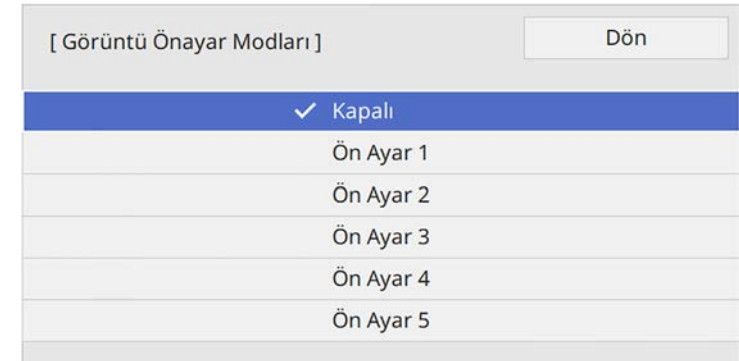 [ Görüntü Önayar Modları ]
Dön
Kapalı
Ön Ayar 1
Ön Ayar 2
Ön Ayar 3
Ön Ayar 4
Ön Ayar 5